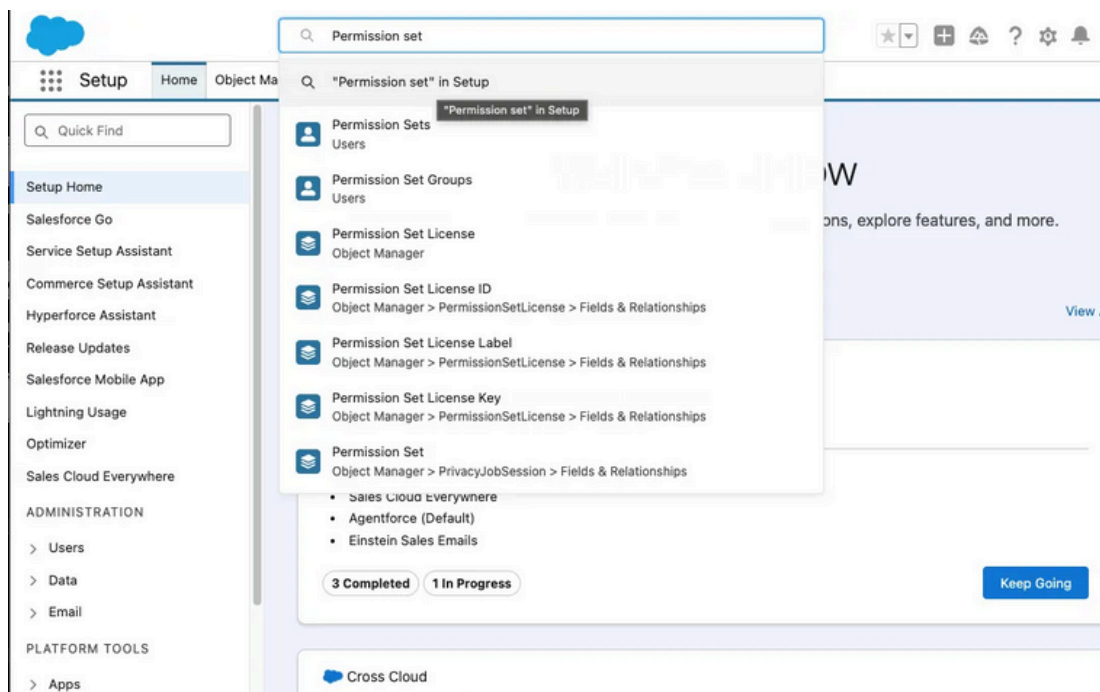 Permission set
Setup
Home
Object Ma
"Permission set" in Setup
"Permission set" in Setup
Permission Sets
Users
Permission Set Groups
Users
Permission Set License
Object Manager
Permission Set License ID
Object Manager > PermissionSetLicense > Fields & Relationships
Permission Set License Label
Object Manager > PermissionSetLicense > Fields & Relationships
Permission Set License Key
Object Manager > PermissionSetLicense > Fields & Relationships
Permission Set
Object Manager > PrivacyJobSession > Fields & Relationships
Quick Find
Setup Home
Salesforce Go
Service Setup Assistant
Commerce Setup Assistant
Hyperforce Assistant
Release Updates
Salesforce Mobile App
Lightning Usage
Optimizer
Sales Cloud Everywhere
ADMINISTRATION
Users
Data
Email
PLATFORM TOOLS
Apps
ons, explore features, and more.
View
• Sales Cloud Everywhere
• Agentforce (Default)
• Einstein Sales Emails
3 Completed
1 In Progress
Keep Going
Cross Cloud